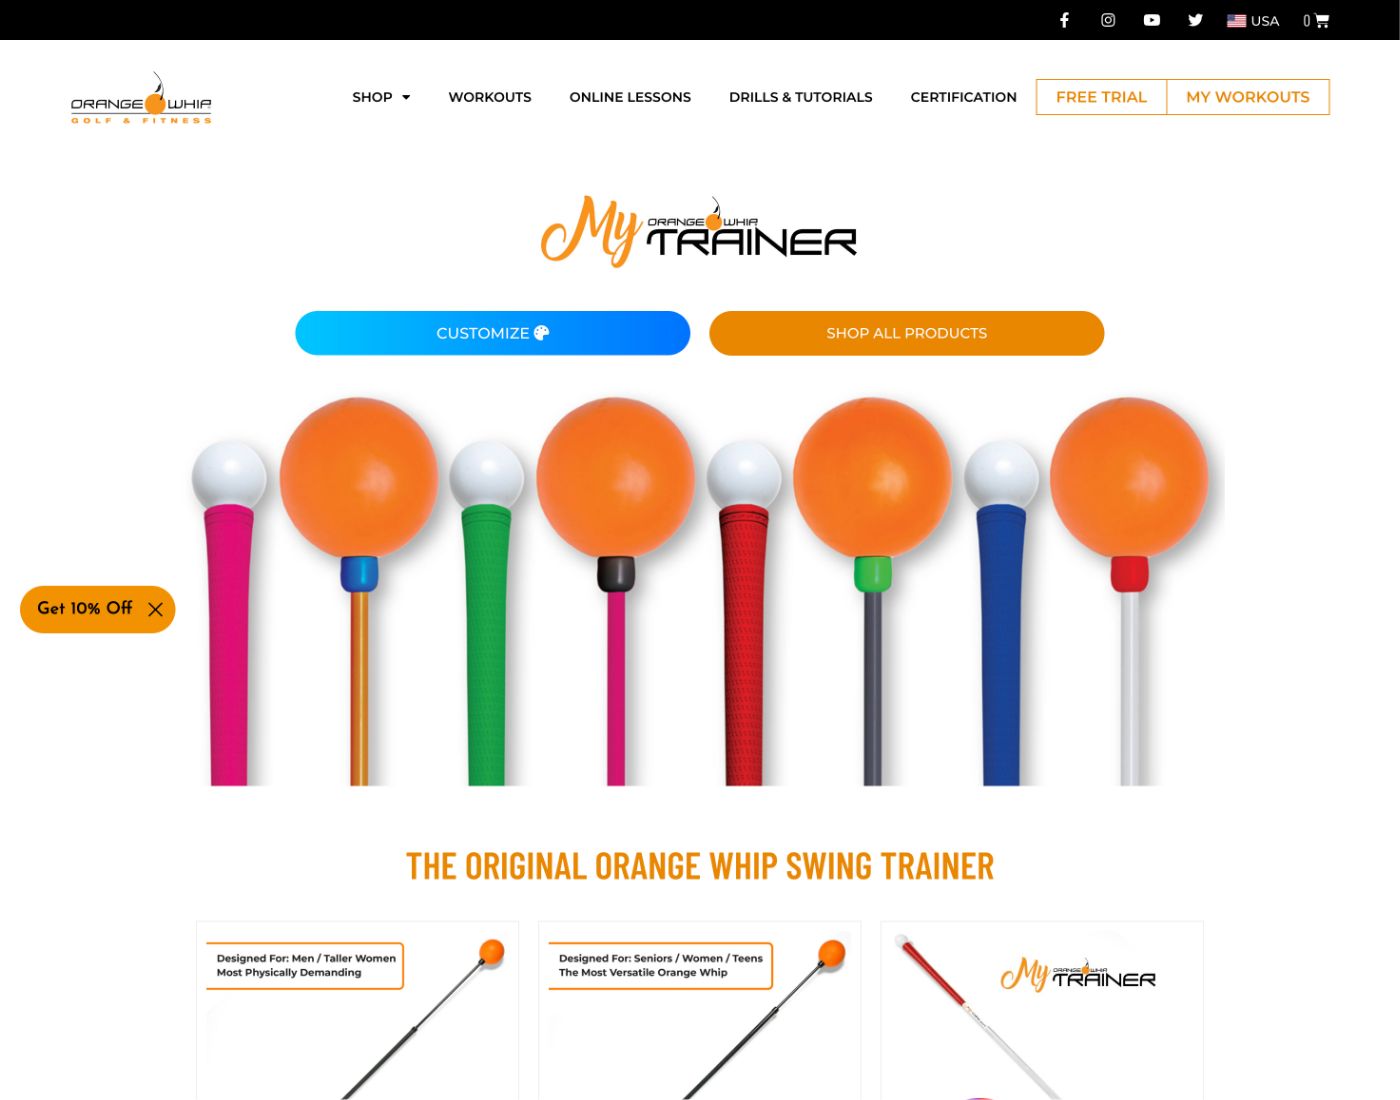 USA
0
ORANGE WHIP
GOLF & FITNESS
SHOP
WORKOUTS
ONLINE LESSONS
DRILLS & TUTORIALS
CERTIFICATION
FREE TRIAL
MY WORKOUTS
My ORANGE WHIP TRAINER
CUSTOMIZE
SHOP ALL PRODUCTS
Get 10% Off
THE ORIGINAL ORANGE WHIP SWING TRAINER
Designed For: Men / Taller Women
Most Physically Demanding
Designed For: Seniors / Women / Teens
The Most Versatile Orange Whip
My ORANGE WHIP TRAINER